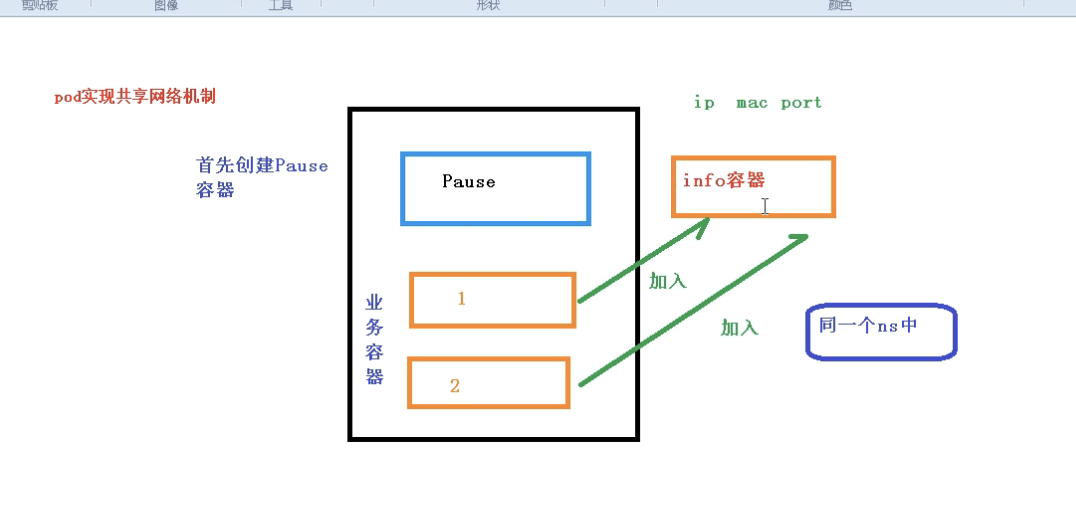 剪贴板
图像
工具
形状
颜色
pod实现共享网络机制
ip mac port
首先创建Pause
容器
Pause
info容器
加入
业
务
容
器
1
加入
同一个ns中
2